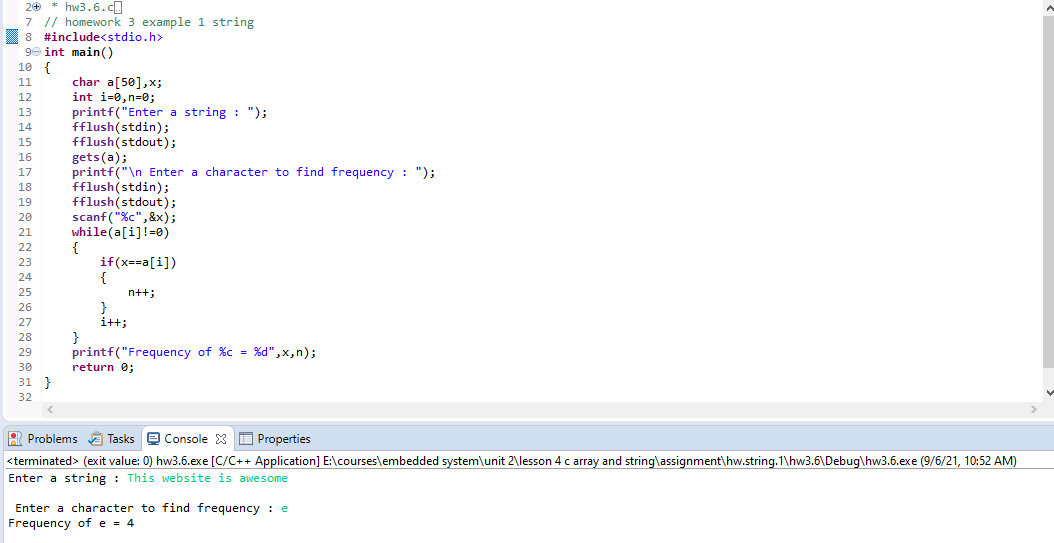 2 * hw3.6.c
7 // homework 3 example 1 string
8 #include<stdio.h>
9 int main()
10 {
11     char a[50],x;
12     int i=0,n=0;
13     printf("Enter a string : ");
14     fflush(stdin);
15     fflush(stdout);
16     gets(a);
17     printf("\n Enter a character to find frequency : ");
18     fflush(stdin);
19     fflush(stdout);
20     scanf("%c",&x);
21     while(a[i]!=0)
22     {
23         if(x==a[i])
24         {
25             n++;
26         }
27         i++;
28     }
29     printf("Frequency of %c = %d",x,n);
30     return 0;
31 }
32
Problems Tasks Console Properties
<terminated> (exit value: 0) hw3.6.exe [C/C++ Application] E:\courses\embedded system\unit 2\lesson 4 c array and string\assignment\hw.string.1\hw3.6\Debug\hw3.6.exe (9/6/21, 10:52 AM)
Enter a string : This website is awesome
 Enter a character to find frequency : e
Frequency of e = 4